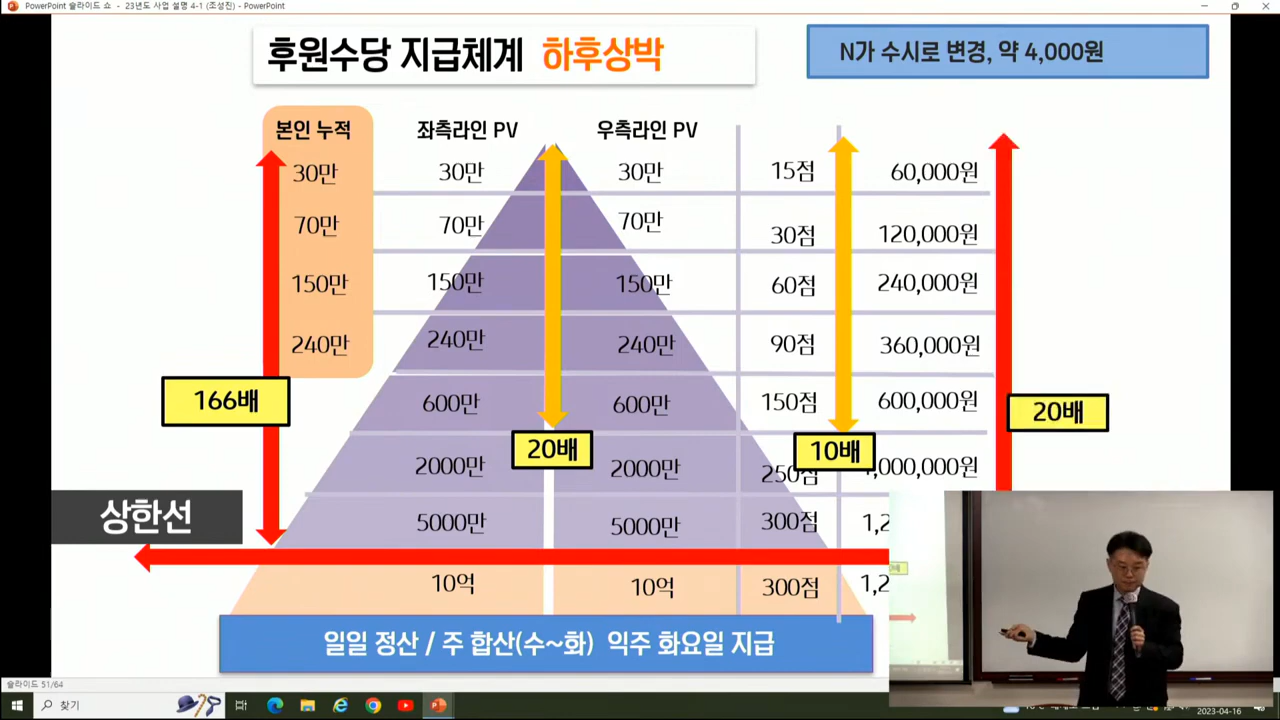 PowerPoint 슬라이드 쇼 - 23년도 사업 설명 4-1 (조성진) - PowerPoint
후원수당 지급체계 하후상박
N가 수시로 변경, 약 4,000원
본인 누적 좌측라인 PV 우측라인 PV
30만 30만 30만 15점 60,000원
70만 70만 70만 30점 120,000원
150만 150만 150만 60점 240,000원
240만 240만 240만 90점 360,000원
166배 600만 600만 150점 600,000원 20배
20배 10배
2000만 2000만 250점 ,000,000원
상한선 5000만 5000만 300점 1,2
10억 10억 300점 1,2
일일 정산 / 주 합산(수~화) 익주 화요일 지급
슬라이드 51/64
찾기
2023-04-16